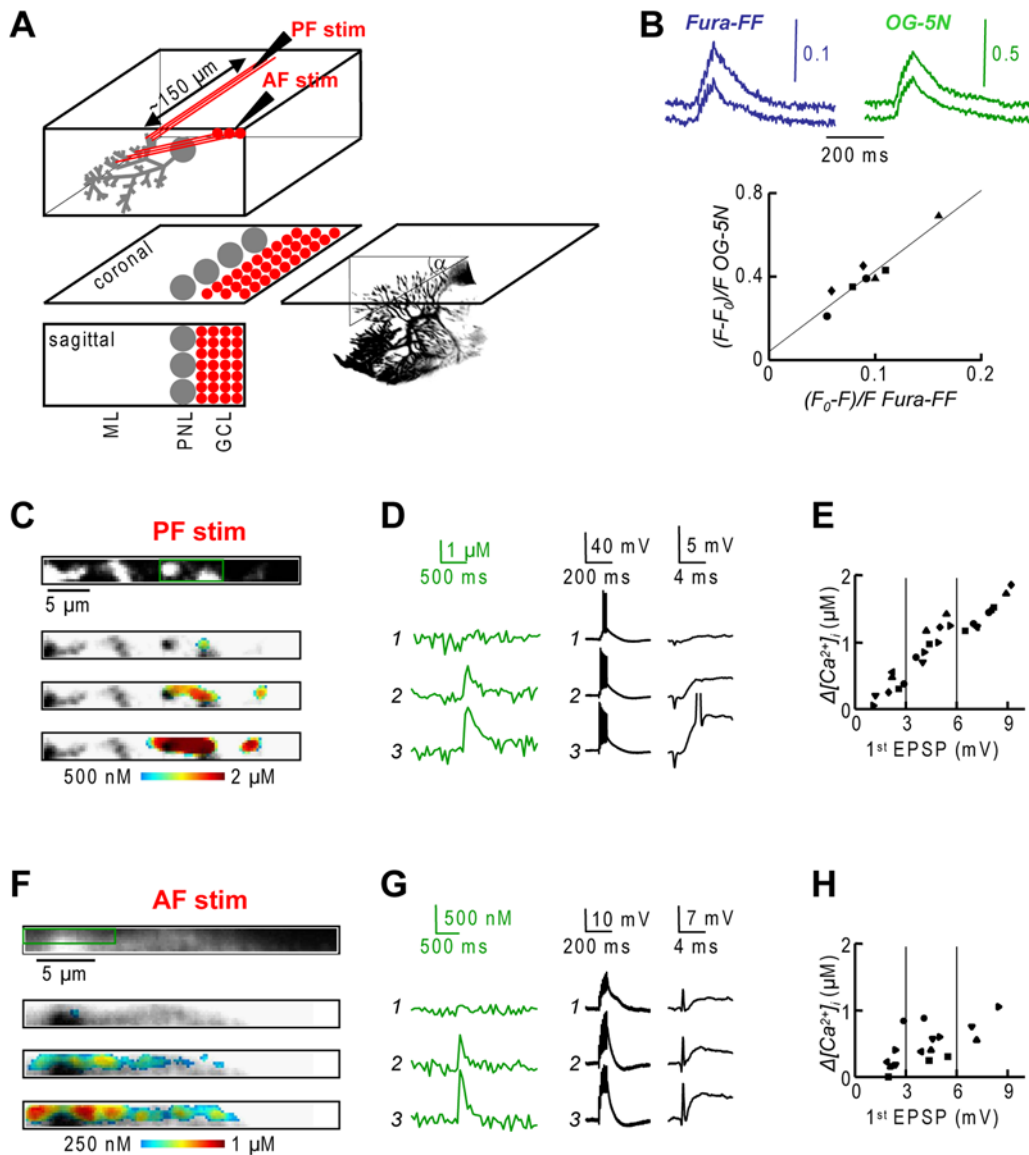 A
PF stim
AF stim
~150 µm
coronal
α
sagittal
ML
PNL
GCL
B
Fura-FF
0.1
OG-5N
0.5
200 ms
0.8
0.4
0
0
0.1
0.2
(F-F0)/F OG-5N
(F0-F)/F Fura-FF
C
PF stim
5 µm
500 nM
2 µM
D
1 µM
500 ms
40 mV
200 ms
5 mV
4 ms
1
2
3
1
2
3
E
Δ[Ca2+]i (µM)
2
1
0
0
3
6
9
1st EPSP (mV)
F
AF stim
5 µm
250 nM
1 µM
G
500 nM
500 ms
10 mV
200 ms
7 mV
4 ms
1
2
3
1
2
3
H
Δ[Ca2+]i (µM)
2
1
0
0
3
6
9
1st EPSP (mV)